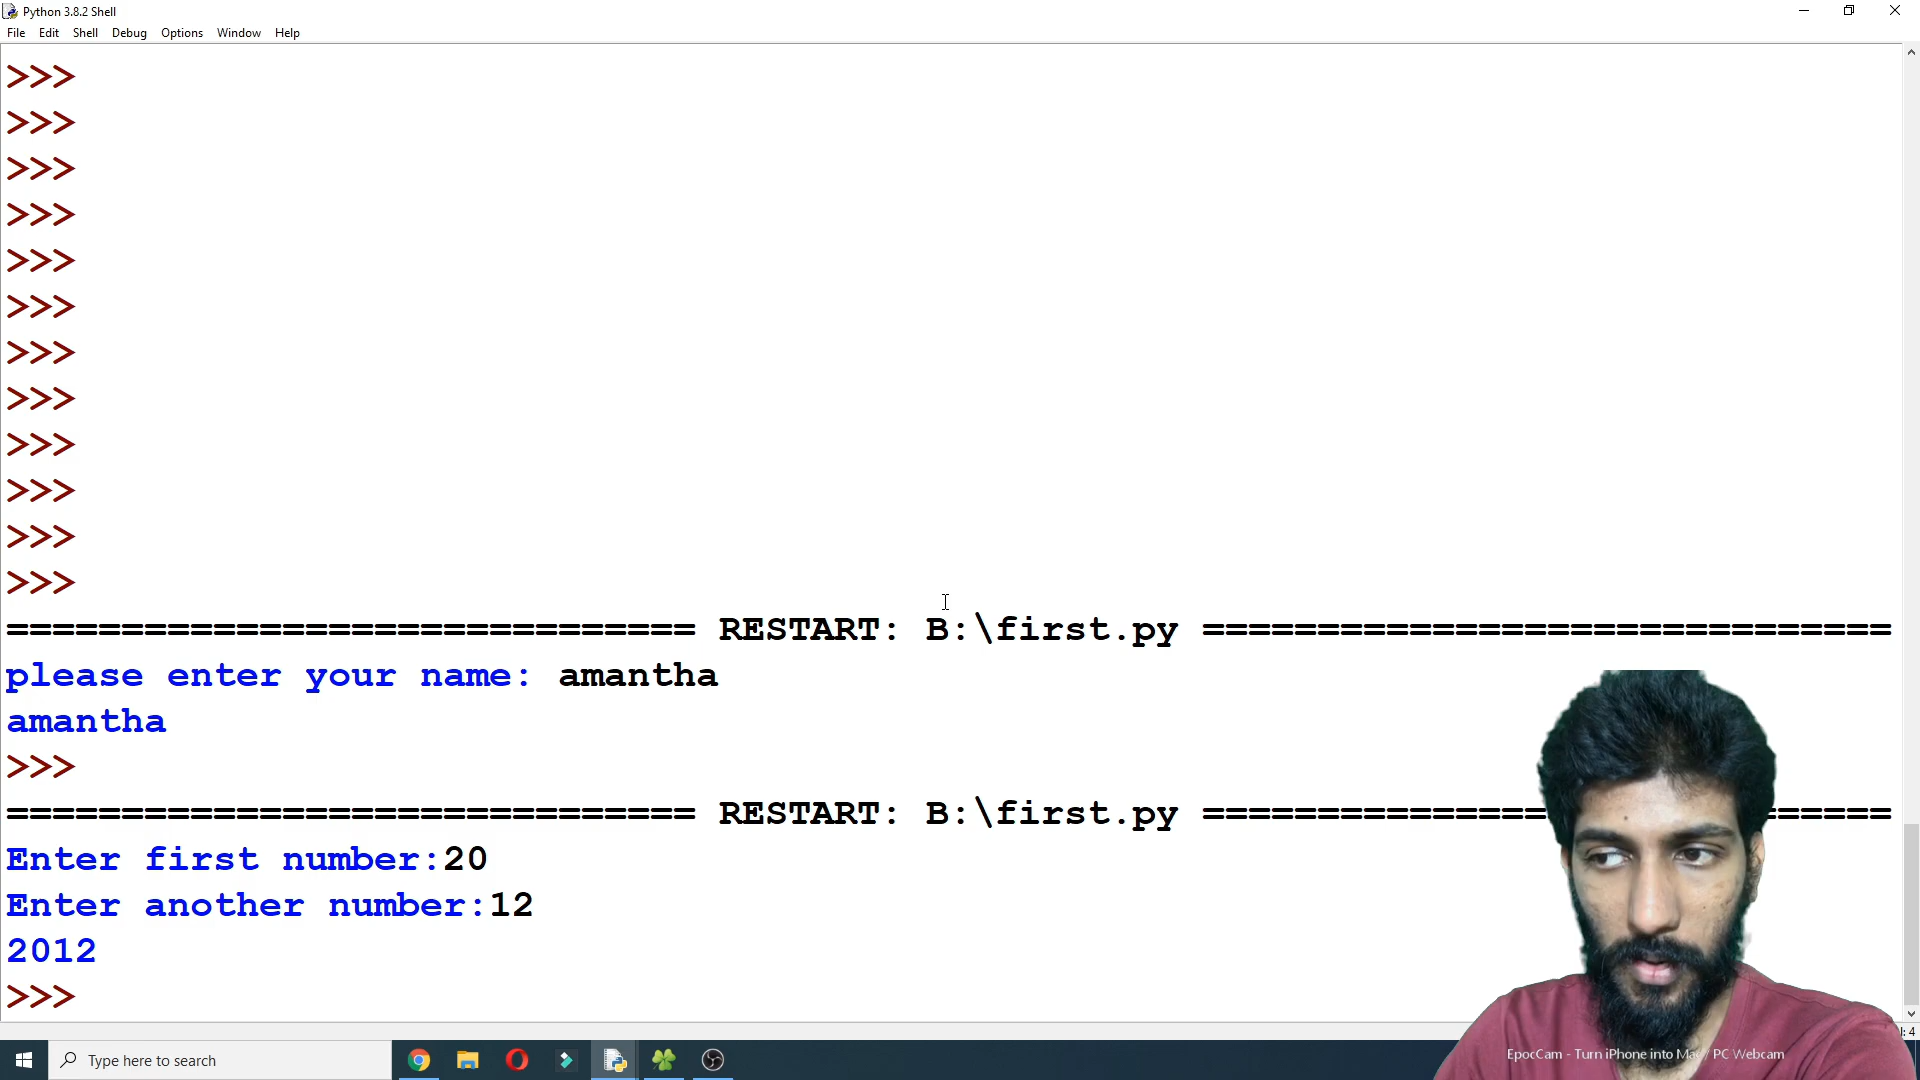 Python 3.8.2 Shell
File Edit Shell Debug Options Window Help
>>>
>>>
>>>
>>>
>>>
>>>
>>>
>>>
>>>
>>>
>>>
>>>
============================== RESTART: B:\first.py ==============================
please enter your name: amantha
amantha
>>>
============================== RESTART: B:\first.py ==============================
Enter first number:20
Enter another number:12
2012
>>>
: 4
Type here to search
EpocCam - Turn iPhone into Mac / PC Webcam